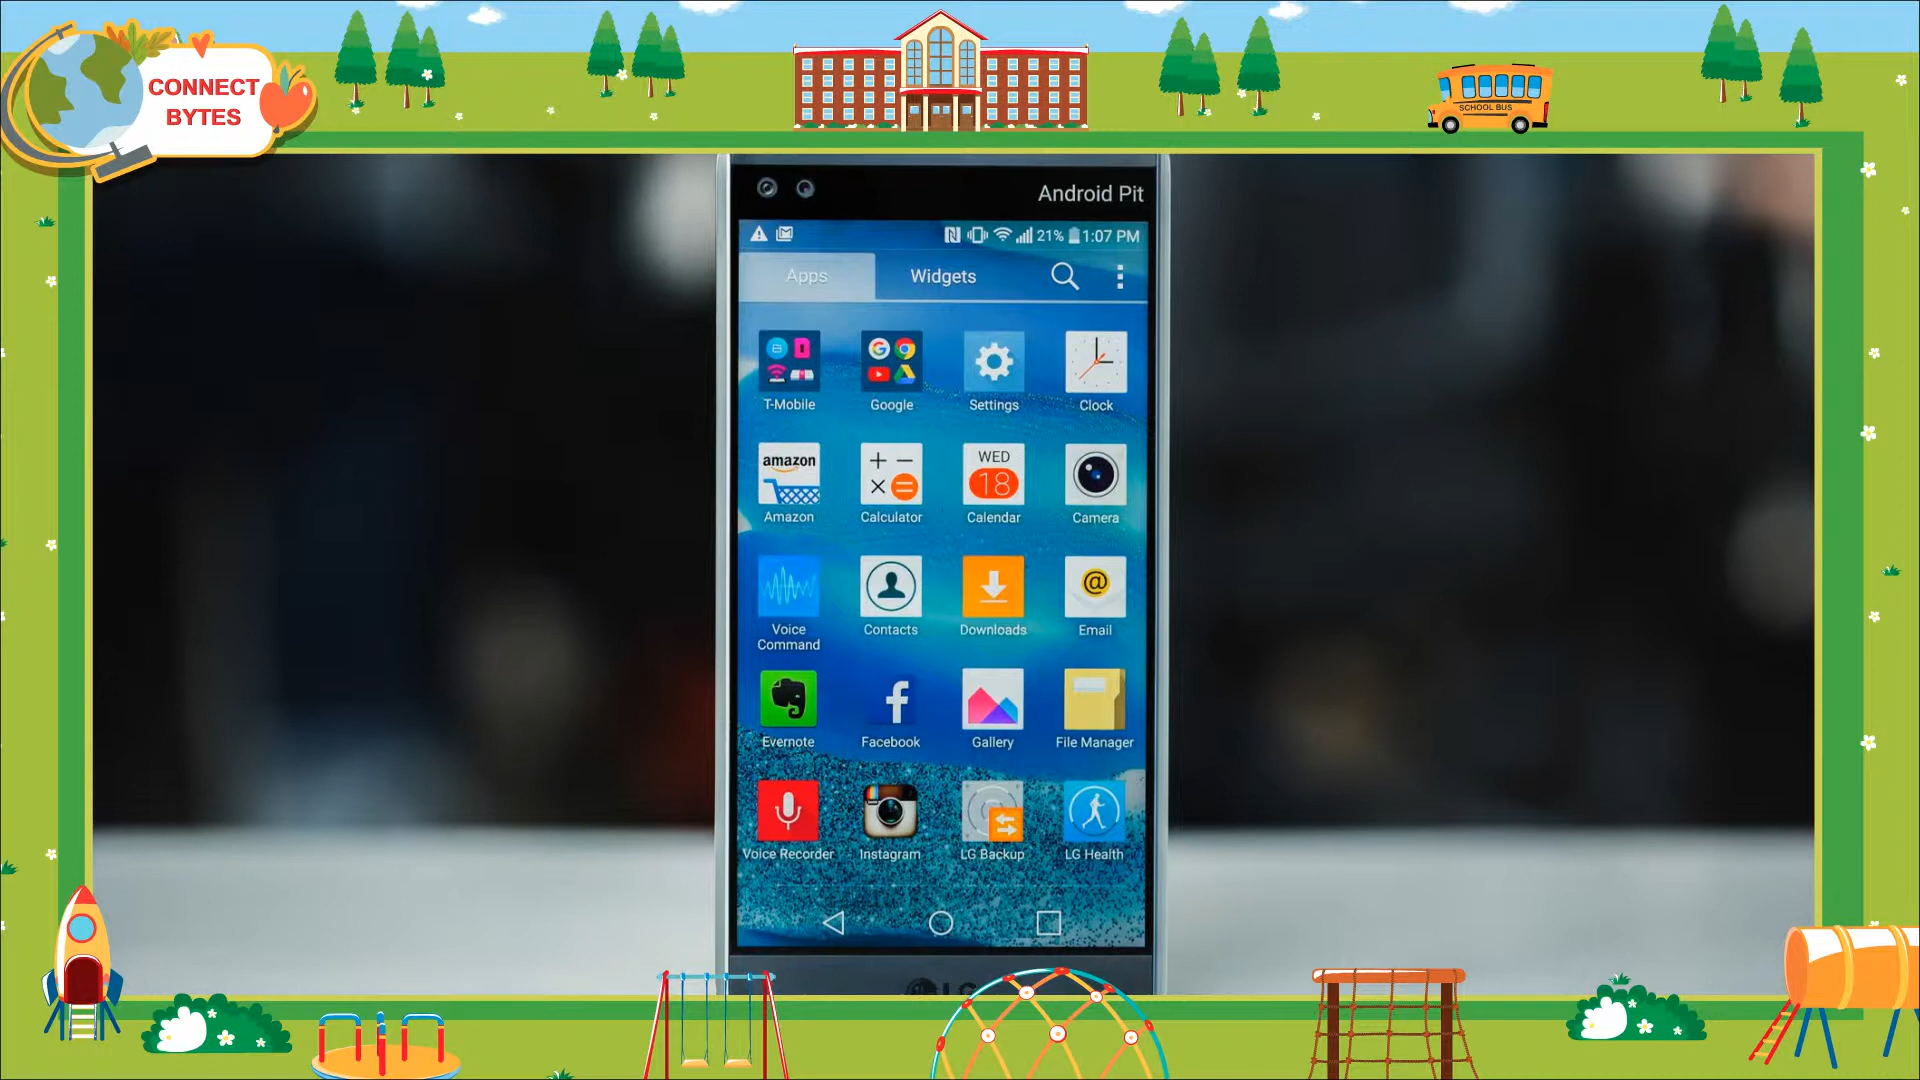 CONNECT
BYTES
SCHOOL BUS
Android Pit
21% 1:07 PM
Apps Widgets
T-Mobile Google Settings Clock
amazon WED
18
Amazon Calculator Calendar Camera
Voice Contacts Downloads Email
Command
Evernote Facebook Gallery File Manager
Voice Recorder Instagram LG Backup LG Health
LG